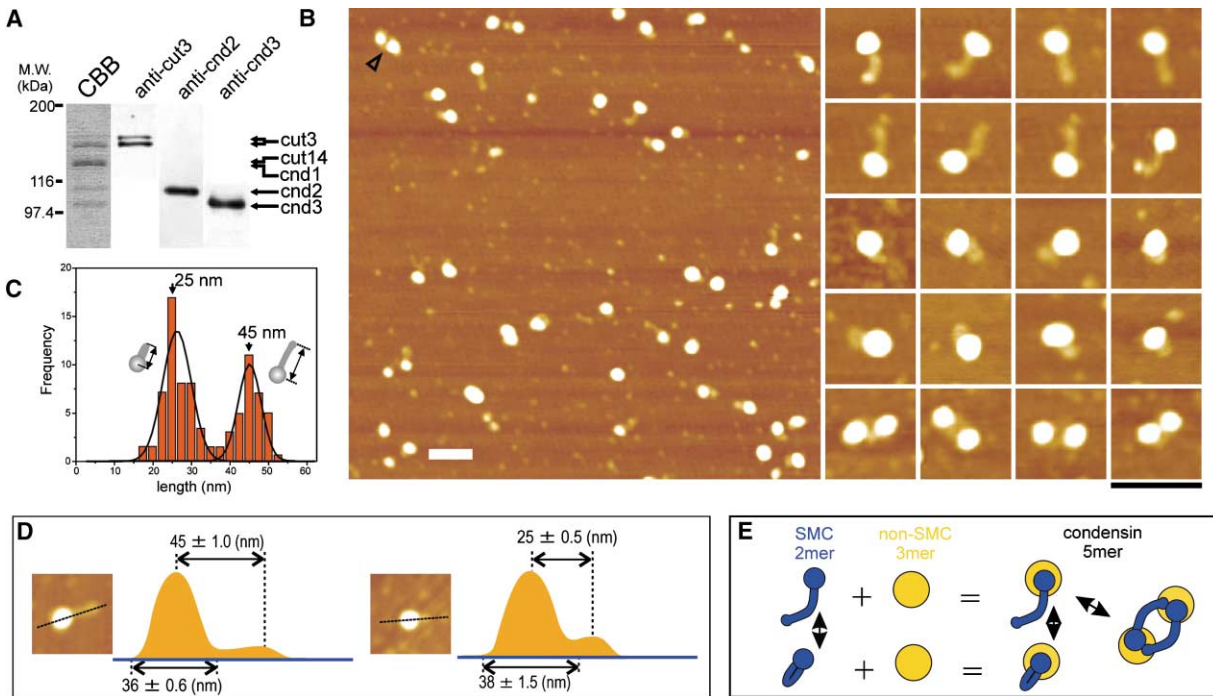 A
M.W.
(kDa)
CBB
anti-cut3
anti-cnd2
anti-cnd3
200
116
97.4
cut3
cut14
cnd1
cnd2
cnd3
B
C
25 nm
45 nm
Frequency
20
15
10
5
0
0 10 20 30 40 50 60
length (nm)
D
45 ± 1.0 (nm)
36 ± 0.6 (nm)
25 ± 0.5 (nm)
38 ± 1.5 (nm)
E
SMC
2mer
non-SMC
3mer
condensin
5mer
+ =
+ =